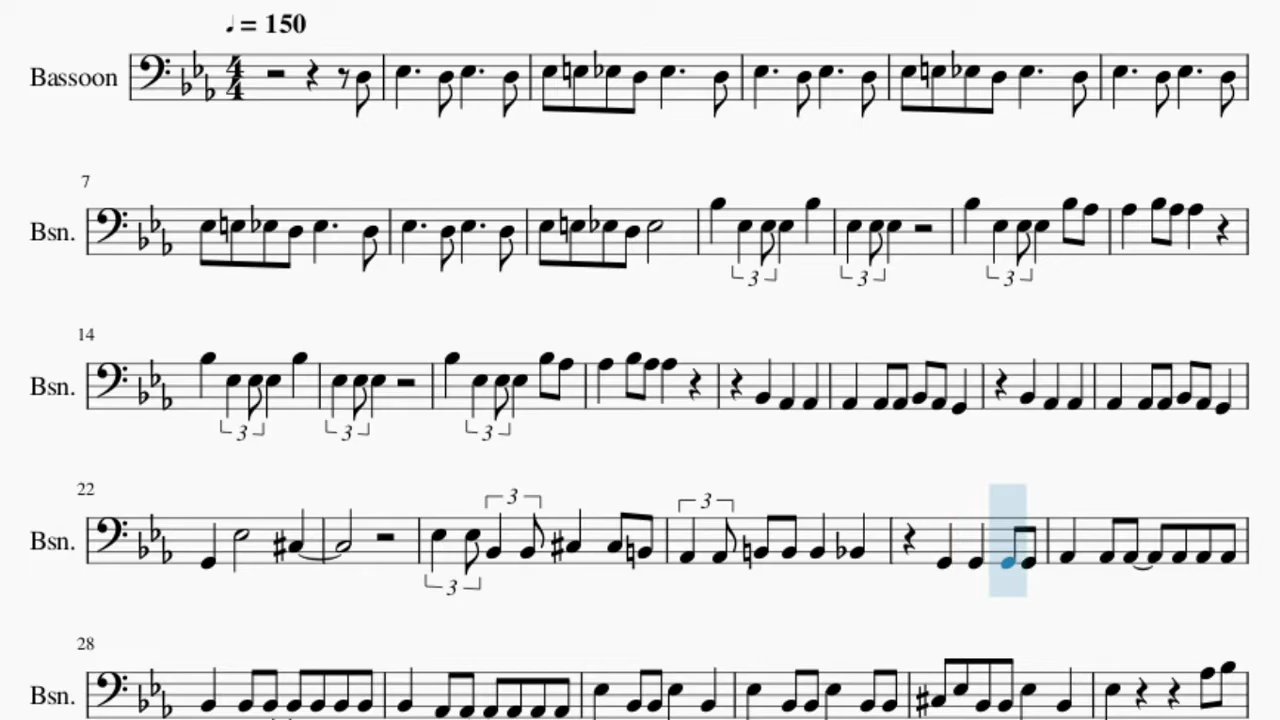 ♩ = 150
Bassoon
4
4
7
Bsn.
3 3 3
14
Bsn.
3 3 3
22
3 3
Bsn.
3
28
Bsn.